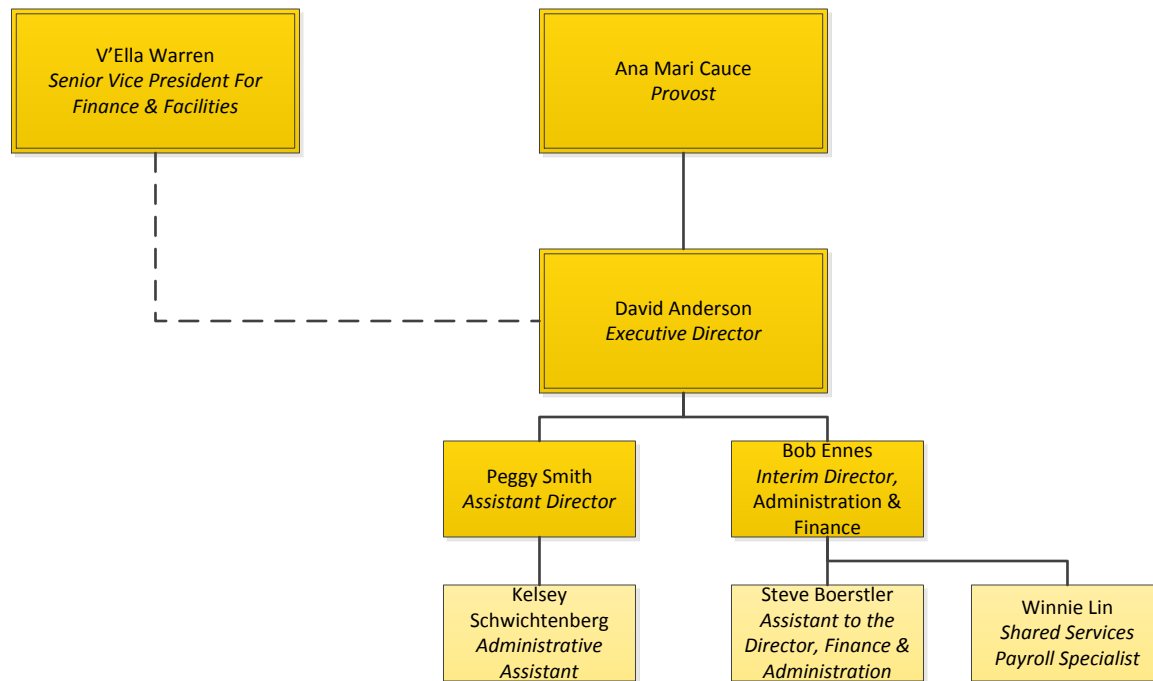 V'Ella Warren
Senior Vice President For
Finance & Facilities
Ana Mari Cauce
Provost
David Anderson
Executive Director
Peggy Smith
Assistant Director
Bob Ennes
Interim Director,
Administration &
Finance
Kelsey
Schwichtenberg
Administrative
Assistant
Steve Boerstler
Assistant to the
Director, Finance &
Administration
Winnie Lin
Shared Services
Payroll Specialist